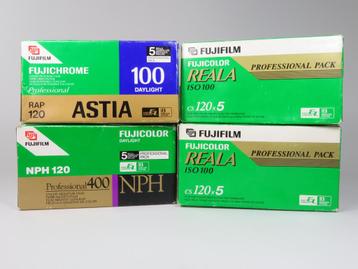 FUJIFILM
FUJICHROME
Professional
5
100
DAYLIGHT
RAP
120
ASTIA
FUJIFILM
PROFESSIONAL PACK
FUJICOLOR
REALA
ISO 100
CS 120 x 5
FUJIFILM
FUJICOLOR
DAYLIGHT
5
PROFESSIONAL
PACK
NPH 120
Professional 400
NPH
FUJIFILM
PROFESSIONAL PACK
FUJICOLOR
REALA
ISO 100
CS 120 x 5